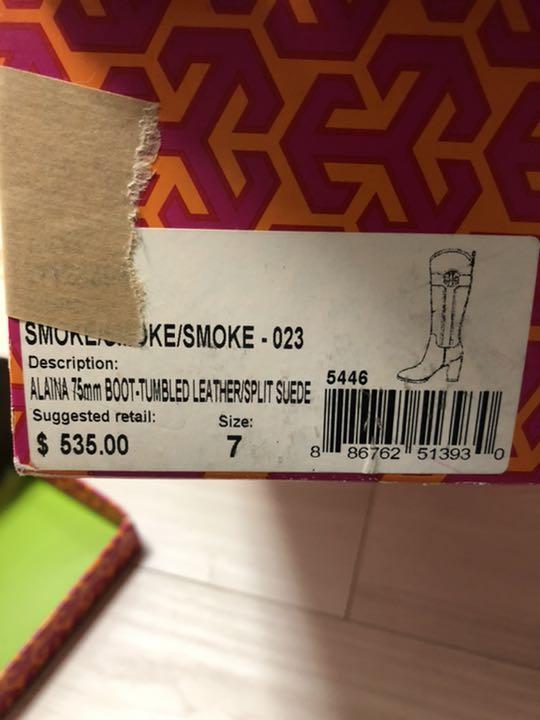 SMOKE/SMOKE/SMOKE - 023
Description:
ALAINA 75mm BOOT-TUMBLED LEATHER/SPLIT SUEDE
5446
Suggested retail:
Size:
$ 535.00
7
8 86762 51393 0